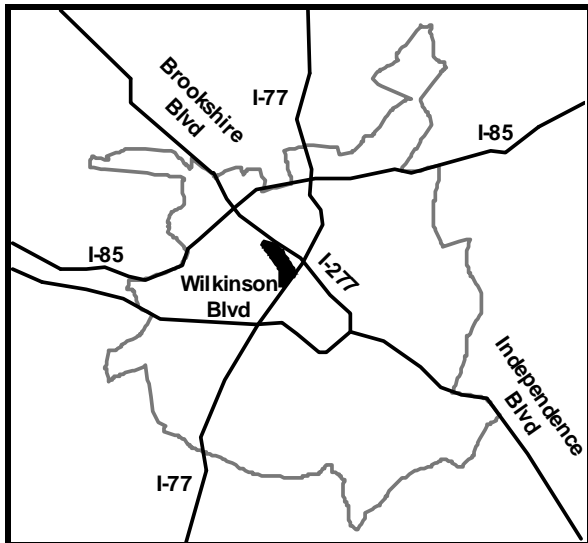 Brookshire
Blvd
I-77
I-85
I-85
I-277
Wilkinson
Blvd
Independence
Blvd
I-77